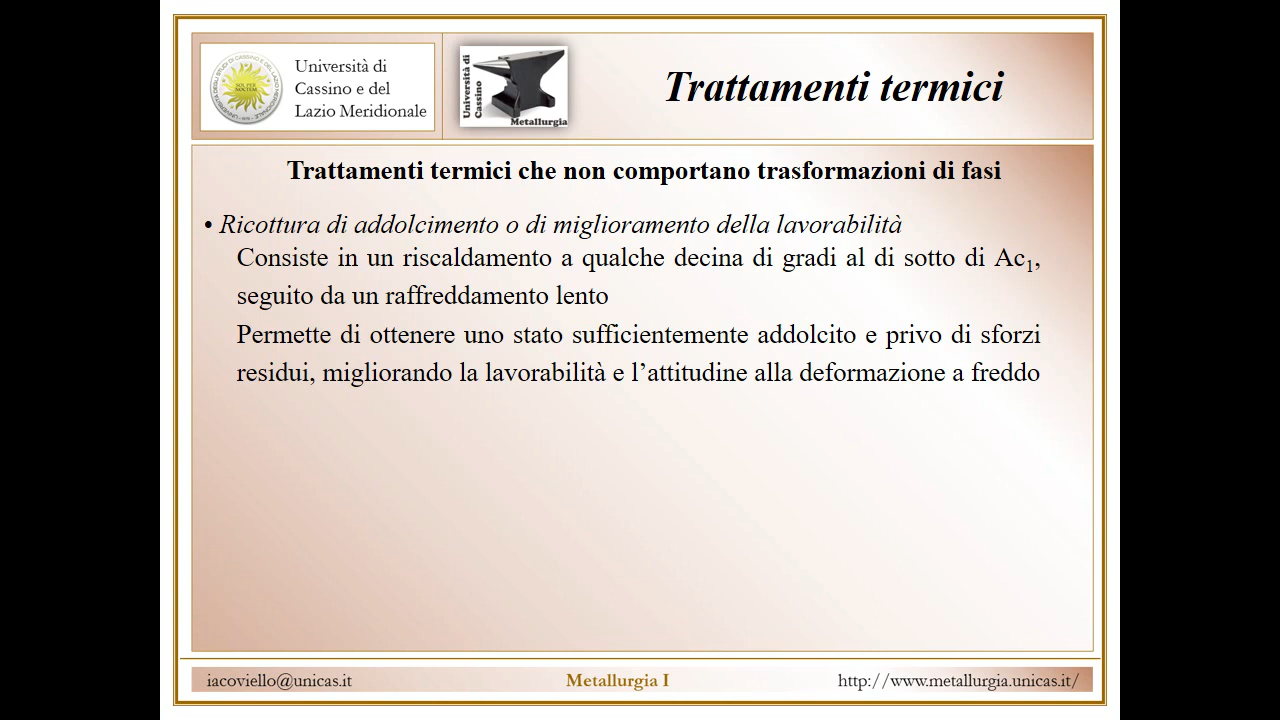 Università di
Cassino e del
Lazio Meridionale
Università di
Cassino
Metallurgia
Trattamenti termici
Trattamenti termici che non comportano trasformazioni di fasi
• Ricottura di addolcimento o di miglioramento della lavorabilità
Consiste in un riscaldamento a qualche decina di gradi al di sotto di Ac1,
seguito da un raffreddamento lento
Permette di ottenere uno stato sufficientemente addolcito e privo di sforzi
residui, migliorando la lavorabilità e l’attitudine alla deformazione a freddo
iacoviello@unicas.it
Metallurgia I
http://www.metallurgia.unicas.it/